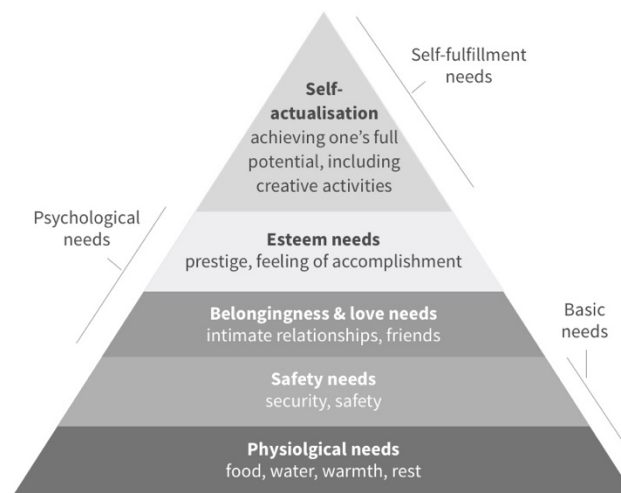 Self-fulfillment
needs
Self-
actualisation
achieving one’s full
potential, including
creative activities
Psychological
needs
Esteem needs
prestige, feeling of accomplishment
Belongingness & love needs
intimate relationships, friends
Basic
needs
Safety needs
security, safety
Physiolgical needs
food, water, warmth, rest